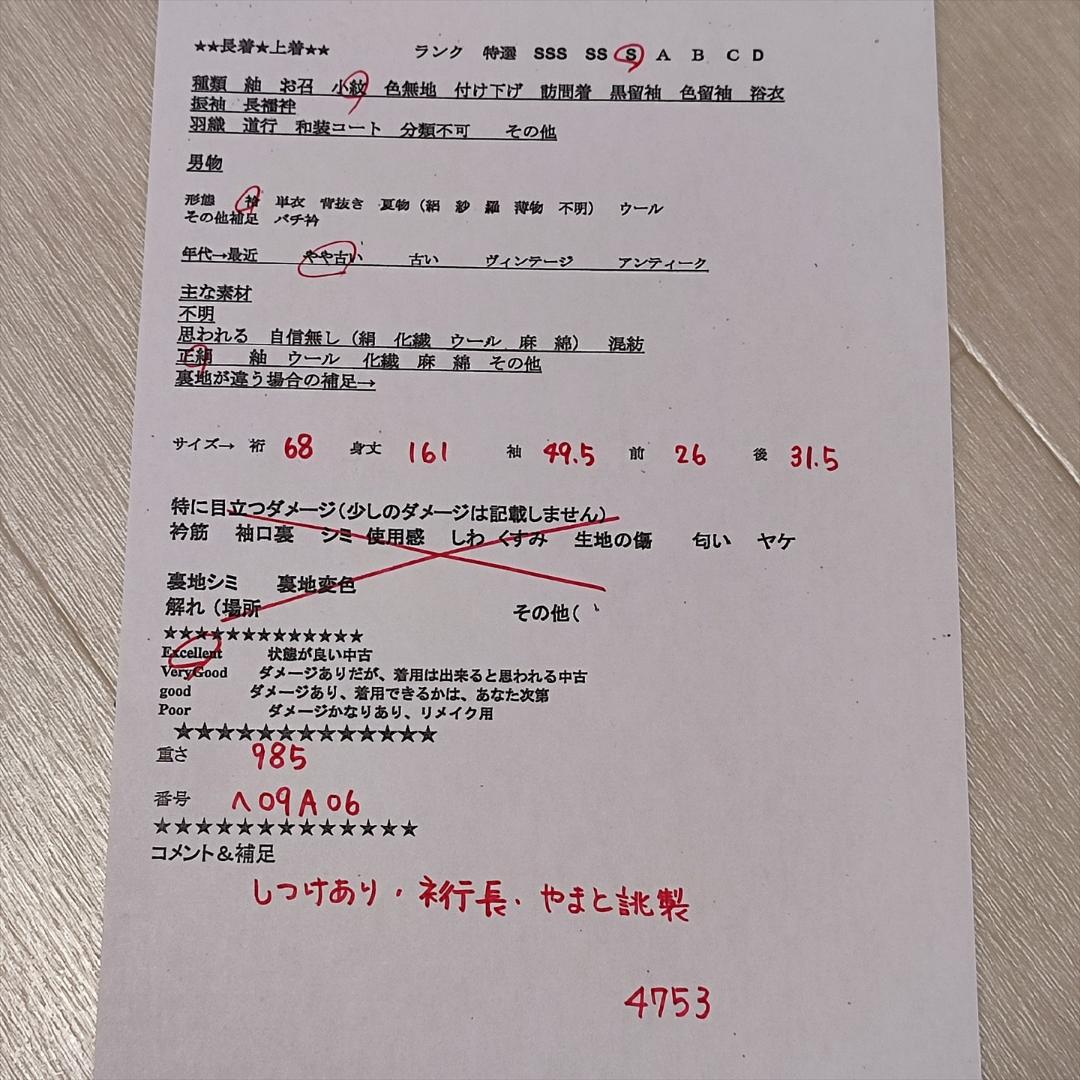 ★★長着★上着★★ ランク 特選 SSS SS S A B C D
種類 紬 お召 小紋 色無地 付け下げ 訪問着 黒留袖 色留袖 浴衣
振袖 長襦袢
羽織 道行 和装コート 分類不可 その他
男物
形態 袷 単衣 背抜き 夏物（絽 紗 羅 薄物 不明） ウール
その他補足 バチ衿
年代→最近 やや古い 古い ヴィンテージ アンティーク
主な素材
不明
思われる 自信無し（絹 化繊 ウール 麻 綿） 混紡
正絹 紬 ウール 化繊 麻 綿 その他
裏地が違う場合の補足→
サイズ→ 裄 68 身丈 161 袖 49.5 前 26 後 31.5
特に目立つダメージ（少しのダメージは記載しません）
衿筋 袖口裏 シミ 使用感 しわ くすみ 生地の傷 匂い ヤケ
裏地シミ 裏地変色
解れ（場所 その他（
★★★★★★★★★★★★★
Excellent 状態が良い中古
VeryGood ダメージありだが、着用は出来ると思われる中古
good ダメージあり、着用できるかは、あなた次第
Poor ダメージかなりあり、リメイク用
★★★★★★★★★★★★★
重さ 985
番号 ヘ09A06
★★★★★★★★★★★★★
コメント＆補足
しつけあり・裄長・やまと誂製
4753